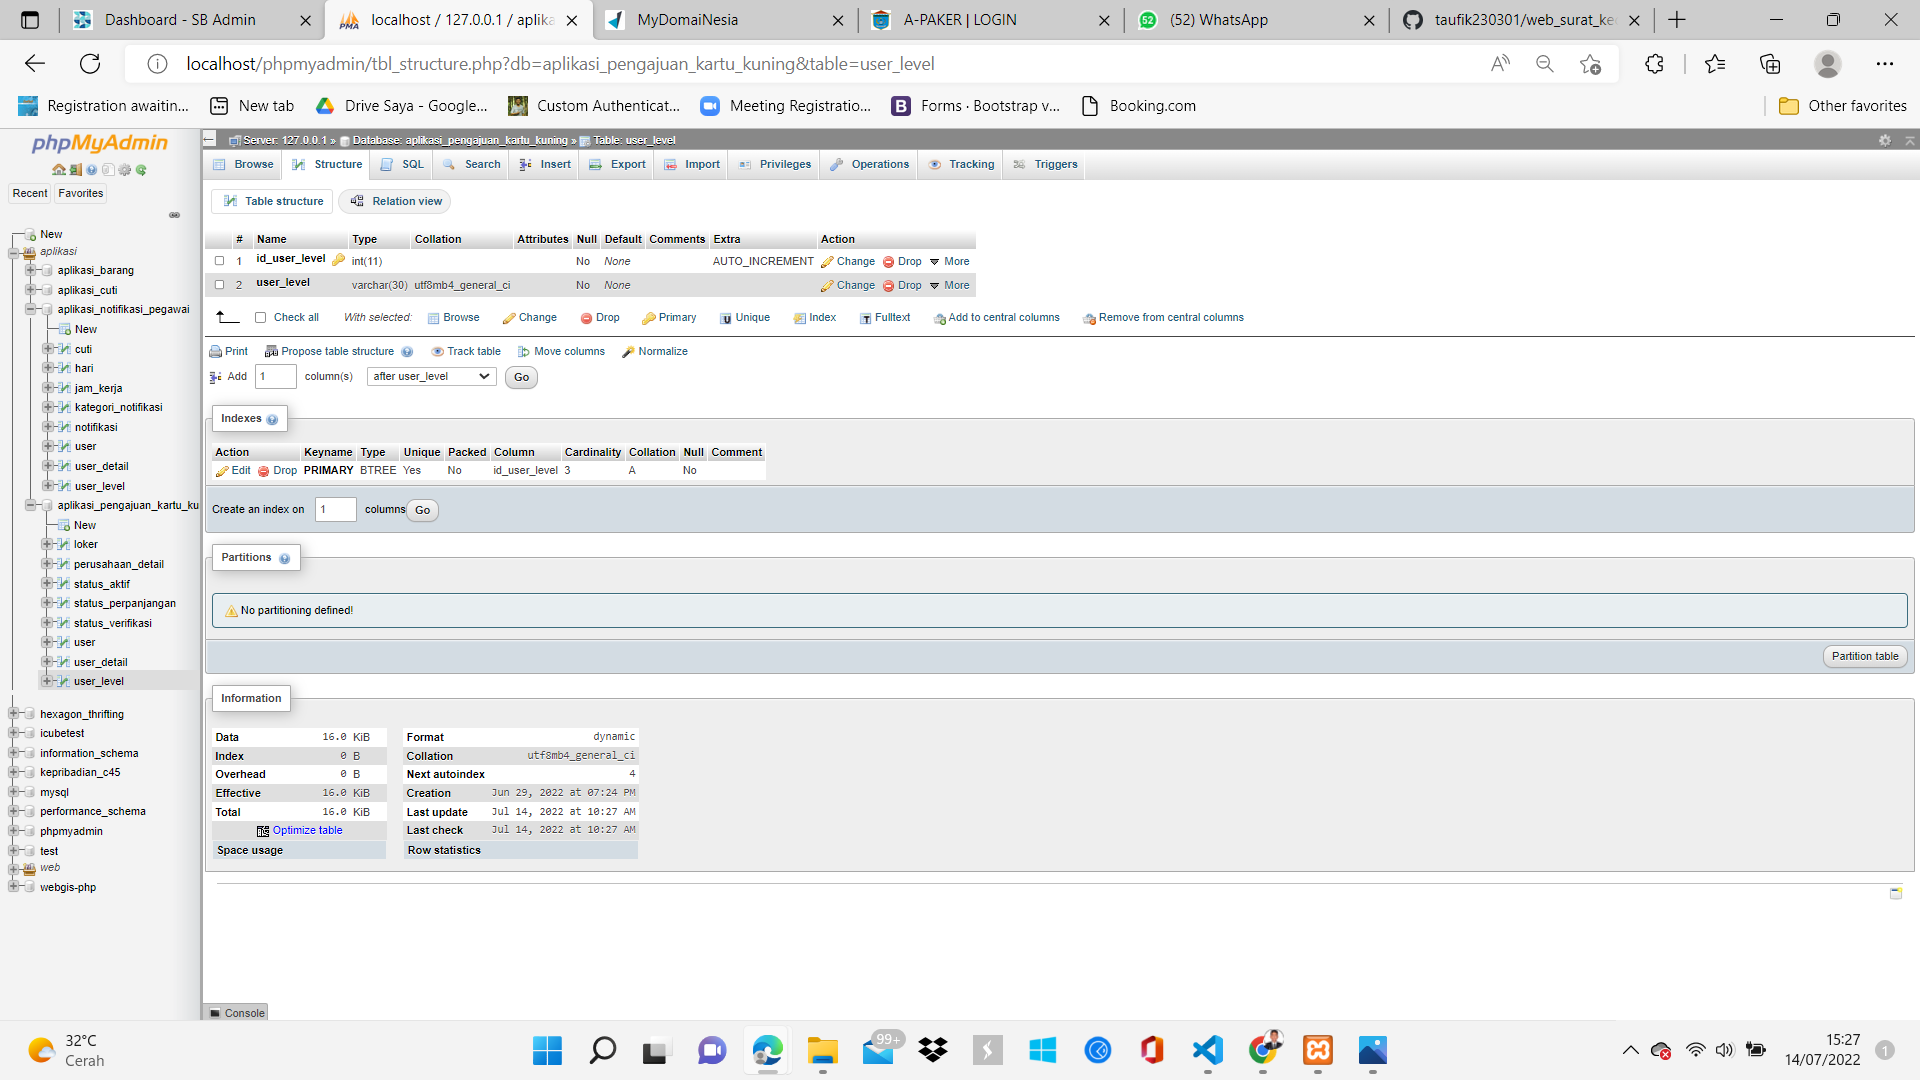 Dashboard - SB Admin
localhost / 127.0.0.1 / aplika
MyDomaiNesia
A-PAKER | LOGIN
(52) WhatsApp
taufik230301/web_surat_ke
localhost/phpmyadmin/tbl_structure.php?db=aplikasi_pengajuan_kartu_kuning&table=user_level
Registration awaitin...
New tab
Drive Saya - Google...
Custom Authenticat...
Meeting Registratio...
Forms · Bootstrap v...
Booking.com
Other favorites
phpMyAdmin
Recent Favorites
New
aplikasi
aplikasi_barang
aplikasi_cuti
aplikasi_notifikasi_pegawai
New
cuti
hari
jam_kerja
kategori_notifikasi
notifikasi
user
user_detail
user_level
aplikasi_pengajuan_kartu_ku
New
loker
perusahaan_detail
status_aktif
status_perpanjangan
status_verifikasi
user
user_detail
user_level
hexagon_thrifting
icubetest
information_schema
kepribadian_c45
mysql
performance_schema
phpmyadmin
test
web
webgis-php
Server: 127.0.0.1 » Database: aplikasi_pengajuan_kartu_kuning » Table: user_level
Browse Structure SQL Search Insert Export Import Privileges Operations Tracking Triggers
Table structure Relation view
# Name Type Collation Attributes Null Default Comments Extra Action
1 id_user_level int(11) No None AUTO_INCREMENT Change Drop More
2 user_level varchar(30) utf8mb4_general_ci No None Change Drop More
Check all With selected: Browse Change Drop Primary Unique Index Fulltext Add to central columns Remove from central columns
Print Propose table structure Track table Move columns Normalize
Add 1 column(s) after user_level Go
Indexes
Action Keyname Type Unique Packed Column Cardinality Collation Null Comment
Edit Drop PRIMARY BTREE Yes No id_user_level 3 A No
Create an index on 1 columns Go
Partitions
No partitioning defined!
Partition table
Information
Data 16.0 KiB
Index 0 B
Overhead 0 B
Effective 16.0 KiB
Total 16.0 KiB
Optimize table
Space usage
Format dynamic
Collation utf8mb4_general_ci
Next autoindex 4
Creation Jun 29, 2022 at 07:24 PM
Last update Jul 14, 2022 at 10:27 AM
Last check Jul 14, 2022 at 10:27 AM
Row statistics
Console
32°C
Cerah
99+
15:27
14/07/2022
1